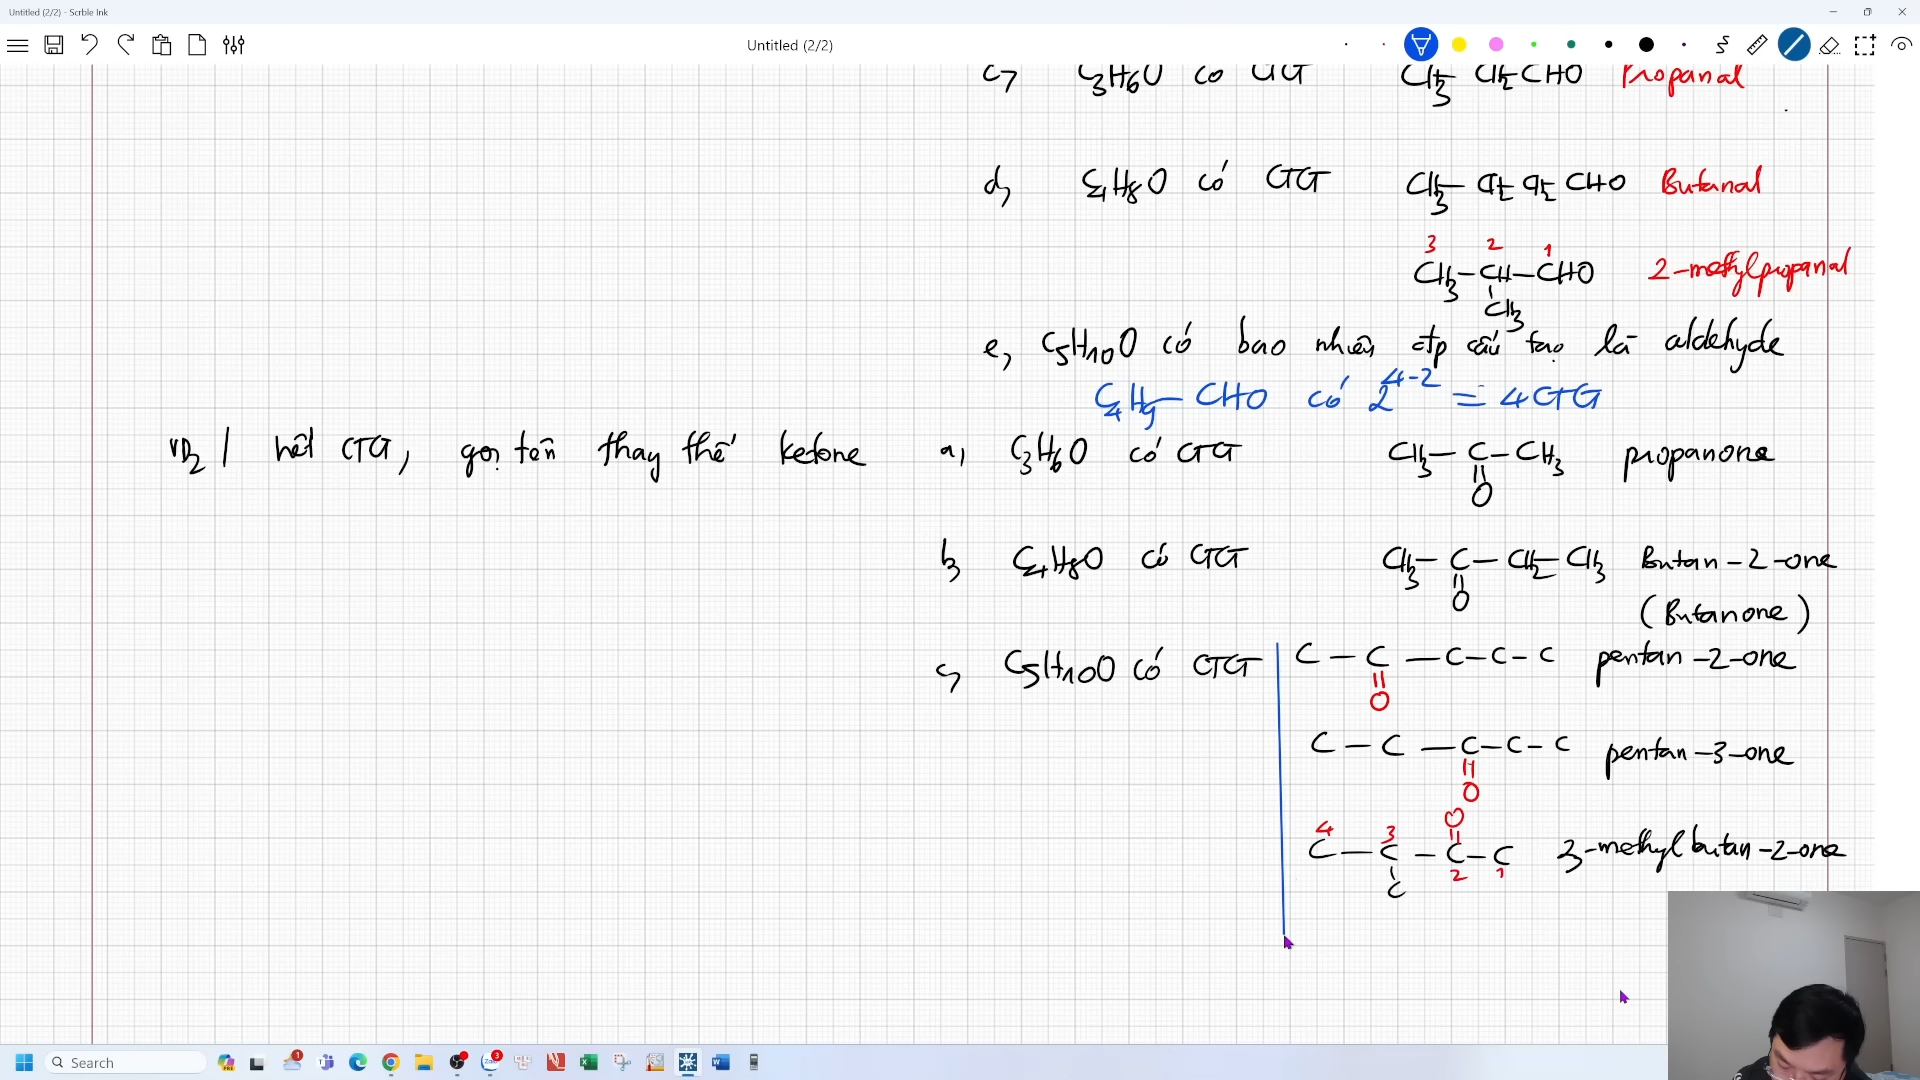 Untitled (2/2) - Scrble Ink
Untitled (2/2)
c, C3H6O có CTCT CH3 CH2CHO Propanal
d, C4H8O có CTCT CH3— CH2 CH2 CHO Butanal
3 2 1
CH3—CH—CHO 2-methylpropanal
CH3
e, C5H10O có bao nhiêu đp cấu tạo là aldehyde
C4H9— CHO có 2^4-2 = 4 CTCT
VD2 / viết CTCT, gọi tên thay thế ketone a, C3H6O có CTCT CH3— C—CH3 propanone
O
b, C4H8O có CTCT CH3— C— CH2—CH3 Butan-2-one
O
(Butanone)
c, C5H10O có CTCT C — C — C-C-C pentan-2-one
O
C — C — C-C-C pentan-3-one
O
O
4 3
C — C — C-C 3-methylbutan-2-one
2 1
C
Search